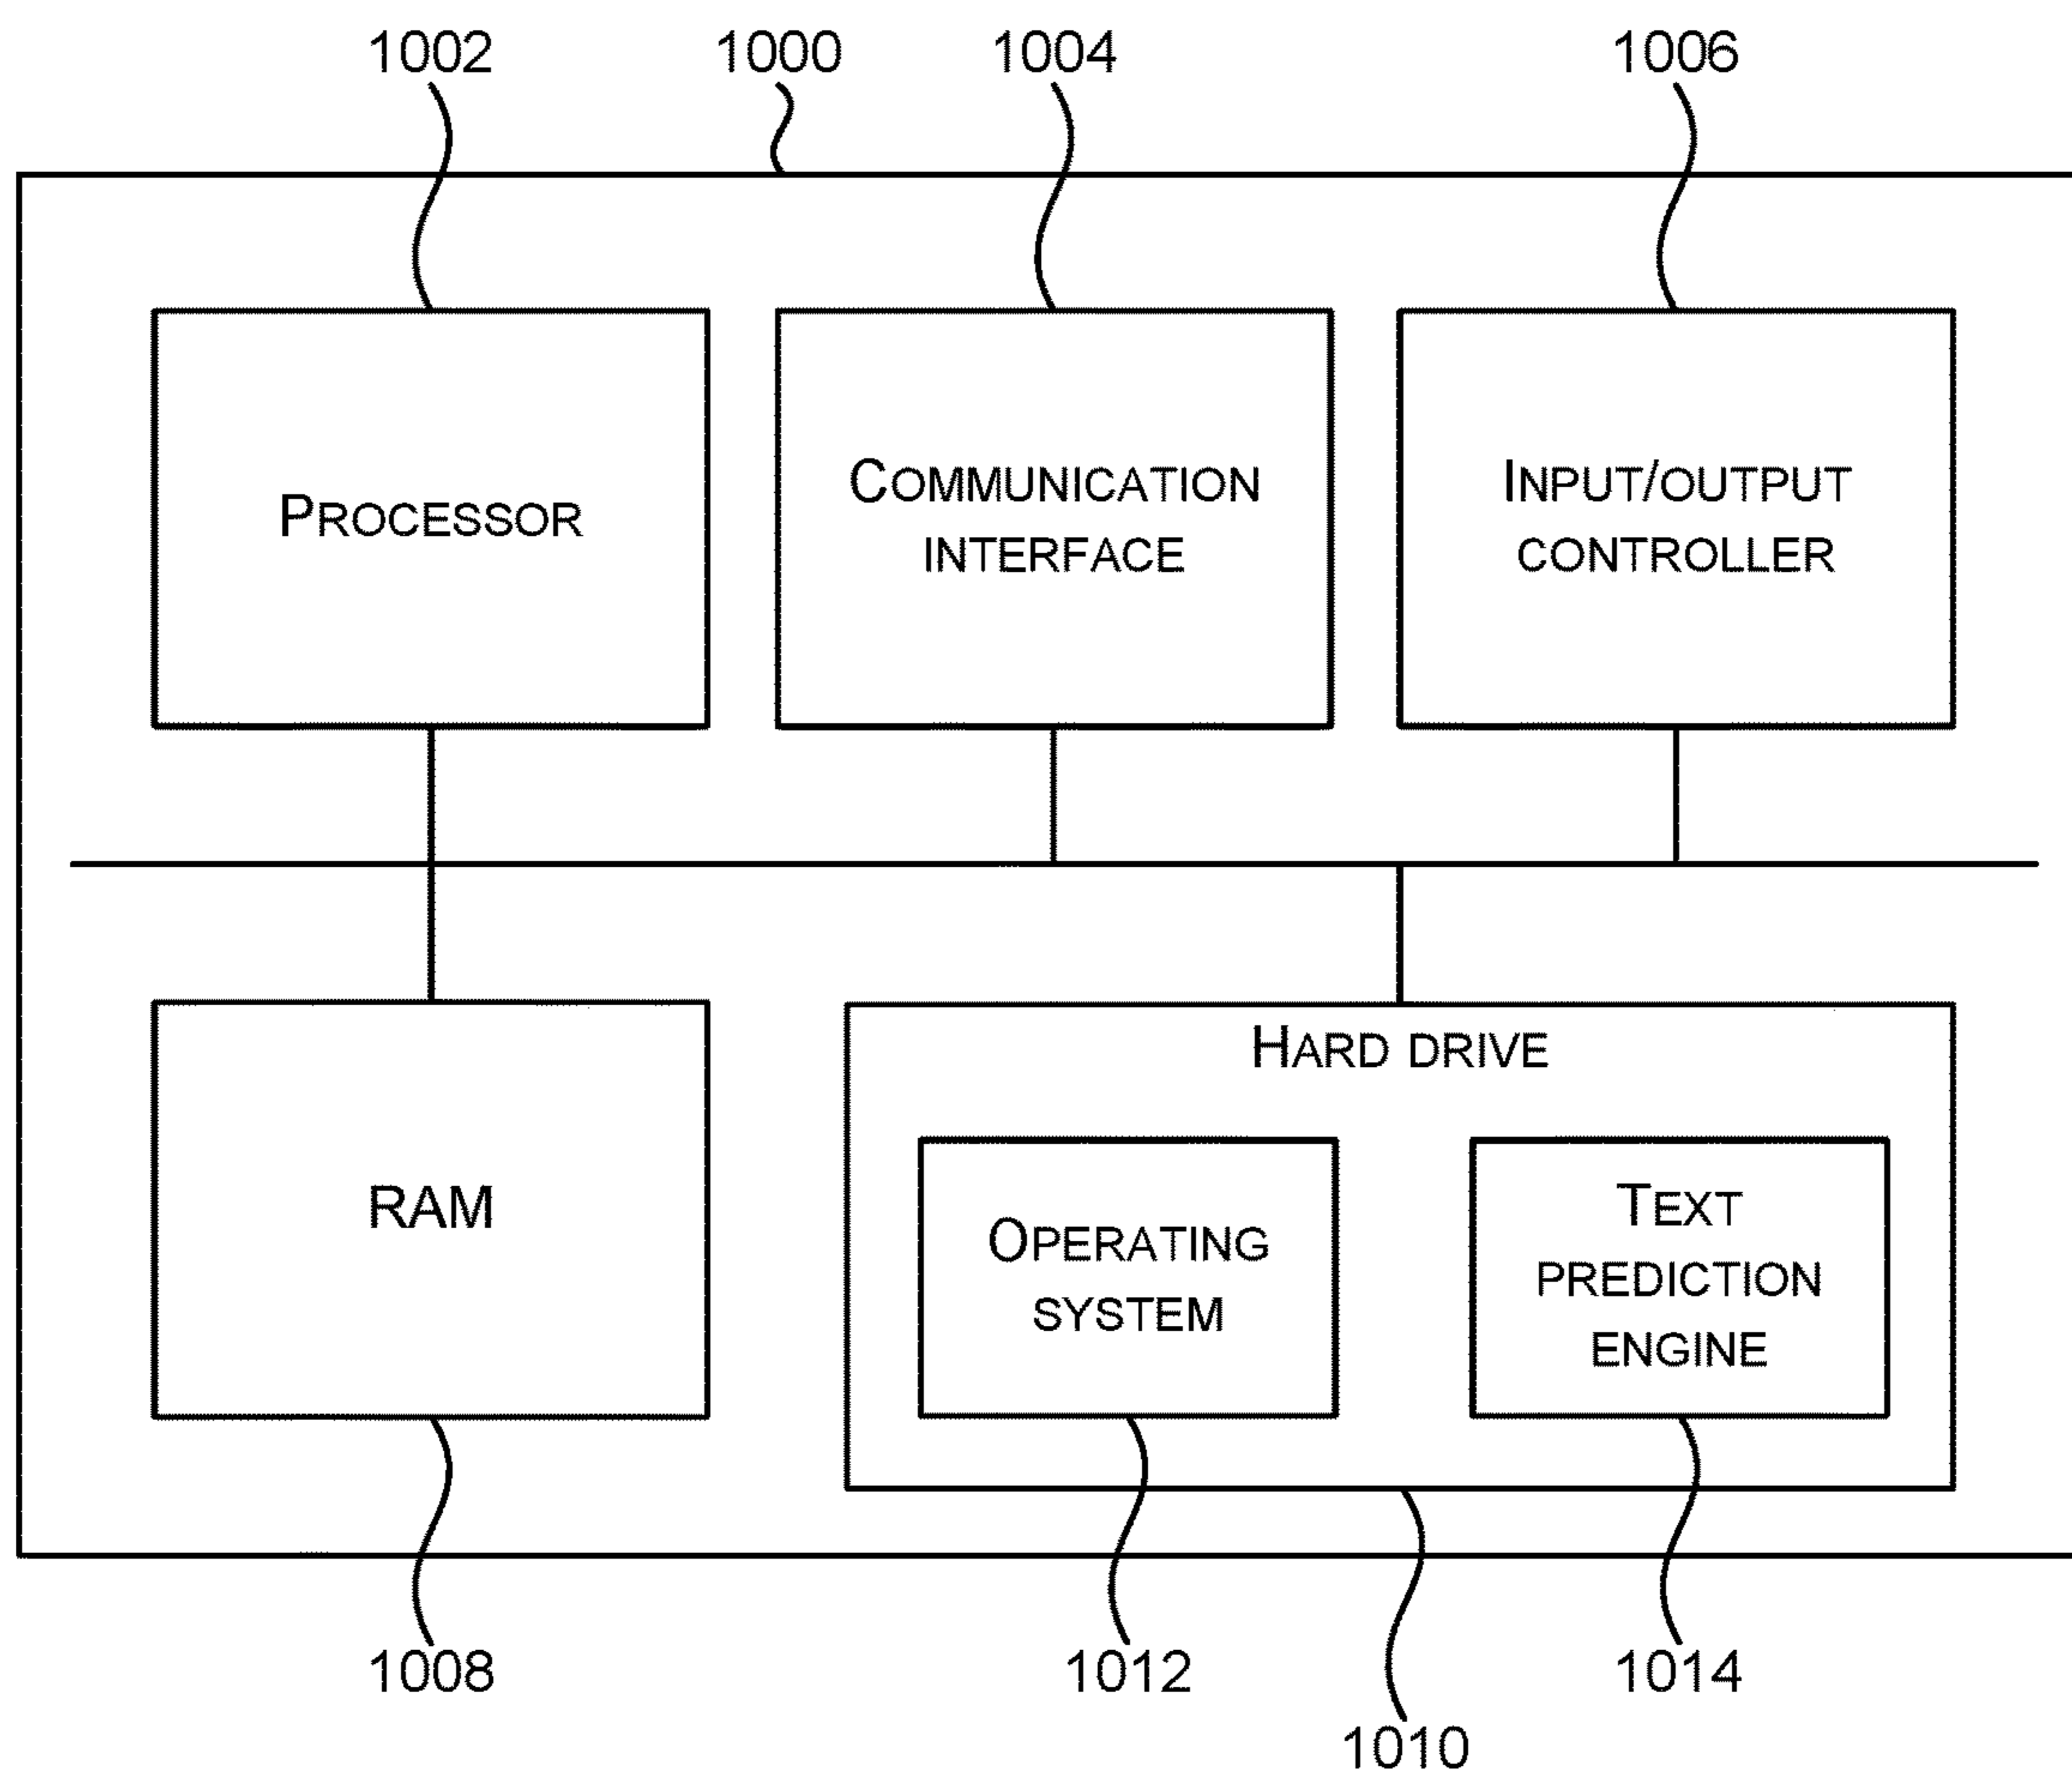 1002
1000
1004
1006
PROCESSOR
COMMUNICATION
INTERFACE
INPUT/OUTPUT
CONTROLLER
RAM
HARD DRIVE
OPERATING
SYSTEM
TEXT
PREDICTION
ENGINE
1008
1012
1014
1010